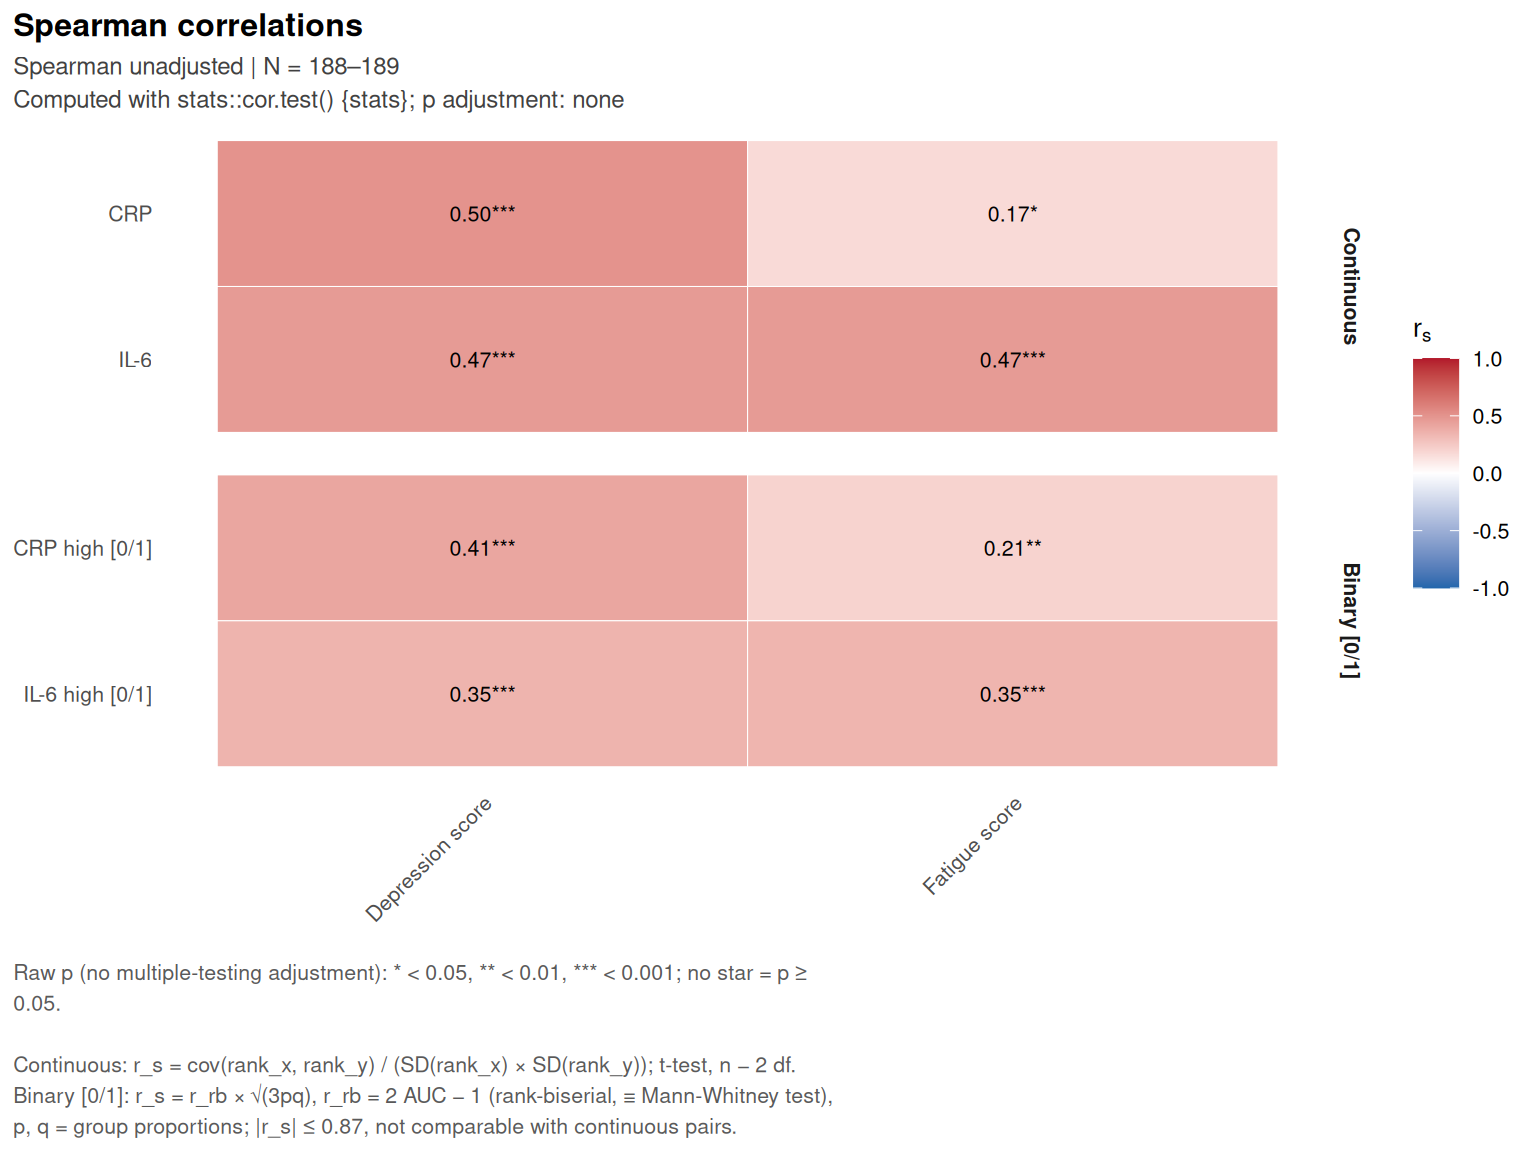 Spearman correlations
Spearman unadjusted | N = 188–189
Computed with stats::cor.test() {stats}; p adjustment: none
CRP
0.50***
0.17*
IL-6
0.47***
0.47***
Continuous
CRP high [0/1]
0.41***
0.21**
IL-6 high [0/1]
0.35***
0.35***
Binary [0/1]
Depression score
Fatigue score
rₛ
1.0
0.5
0.0
-0.5
-1.0
Raw p (no multiple-testing adjustment): * < 0.05, ** < 0.01, *** < 0.001; no star = p ≥
0.05.
Continuous: r_s = cov(rank_x, rank_y) / (SD(rank_x) × SD(rank_y)); t-test, n − 2 df.
Binary [0/1]: r_s = r_rb × √(3pq), r_rb = 2 AUC − 1 (rank-biserial, ≡ Mann-Whitney test),
p, q = group proportions; |r_s| ≤ 0.87, not comparable with continuous pairs.